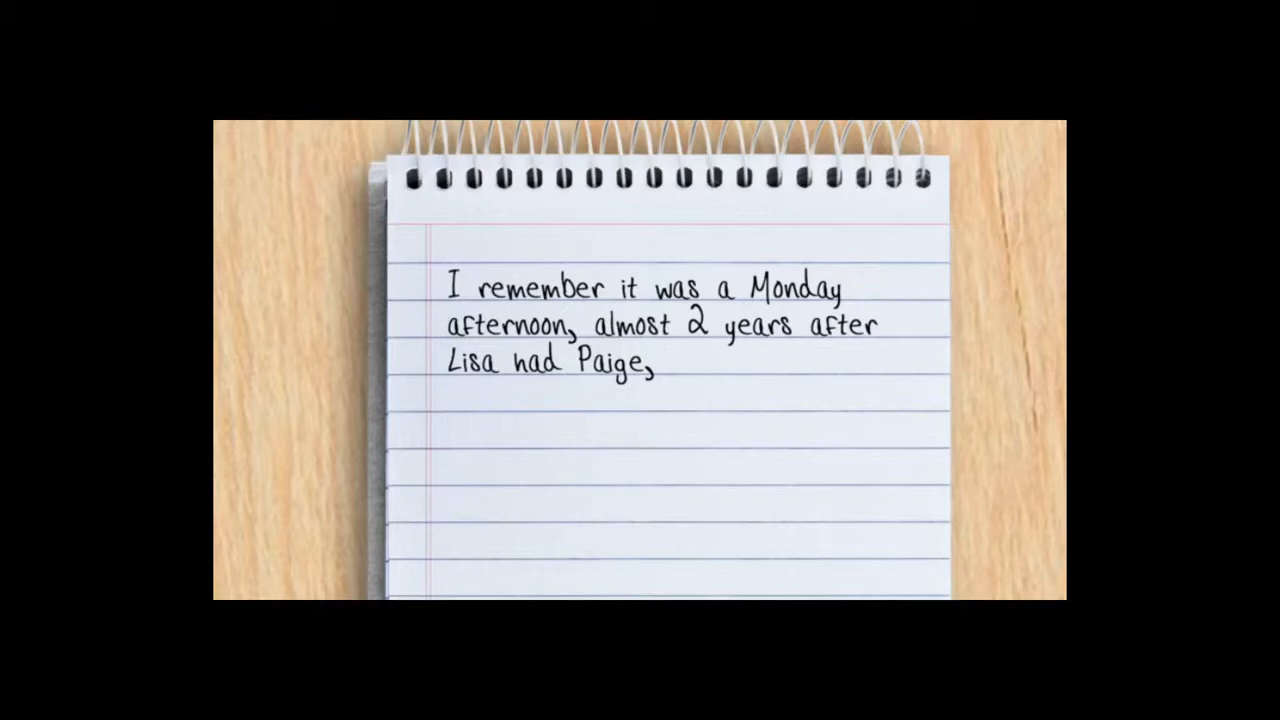 I remember it was a Monday
afternoon, almost 2 years after
Lisa had Paige,